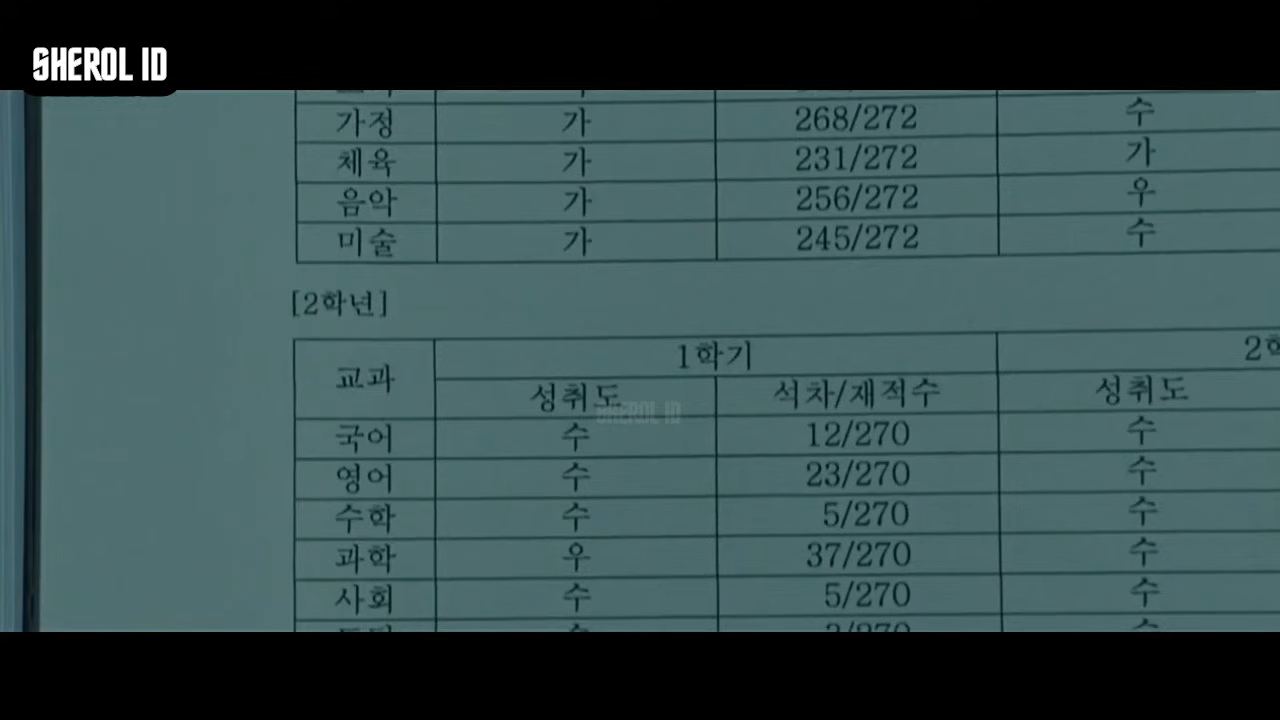 SHEROL ID
가정 가 268/272 수
체육 가 231/272 가
음악 가 256/272 우
미술 가 245/272 수
[2학년]
교과 1학기
성취도 석차/재적수 성취도
국어 수 12/270 수
영어 수 23/270 수
수학 수 5/270 수
과학 우 37/270 수
사회 수 5/270 수
SHEROL ID